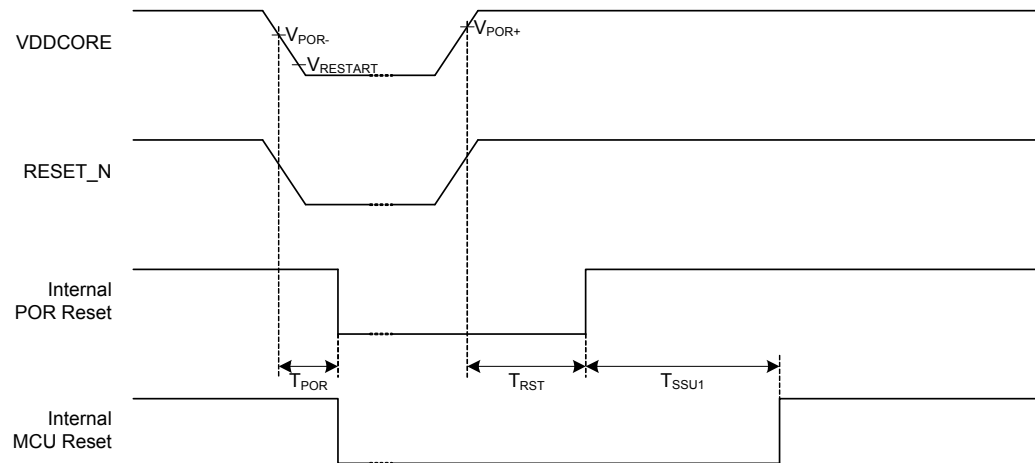 VDDCORE
VPOR-
VRESTART
VPOR+
RESET_N
Internal
POR Reset
TPOR
TRST
TSSU1
Internal
MCU Reset